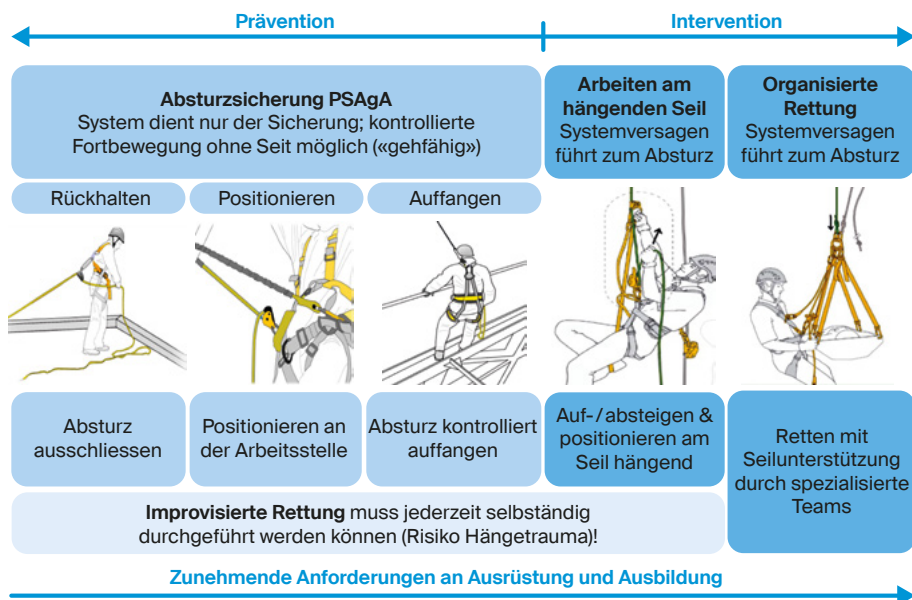 Prävention
Intervention
Absturzsicherung PSAgA
System dient nur der Sicherung; kontrollierte
Fortbewegung ohne Seit möglich («gehfähig»)
Arbeiten am
hängenden Seil
Systemversagen
führt zum Absturz
Organisierte
Rettung
Systemversagen
führt zum Absturz
Rückhalten
Positionieren
Auffangen
Absturz
ausschliessen
Positionieren an
der Arbeitsstelle
Absturz kontrolliert
auffangen
Auf-/absteigen &
positionieren am
Seil hängend
Retten mit
Seilunterstützung
durch spezialisierte
Teams
Improvisierte Rettung muss jederzeit selbständig
durchgeführt werden können (Risiko Hängetrauma)!
Zunehmende Anforderungen an Ausrüstung und Ausbildung